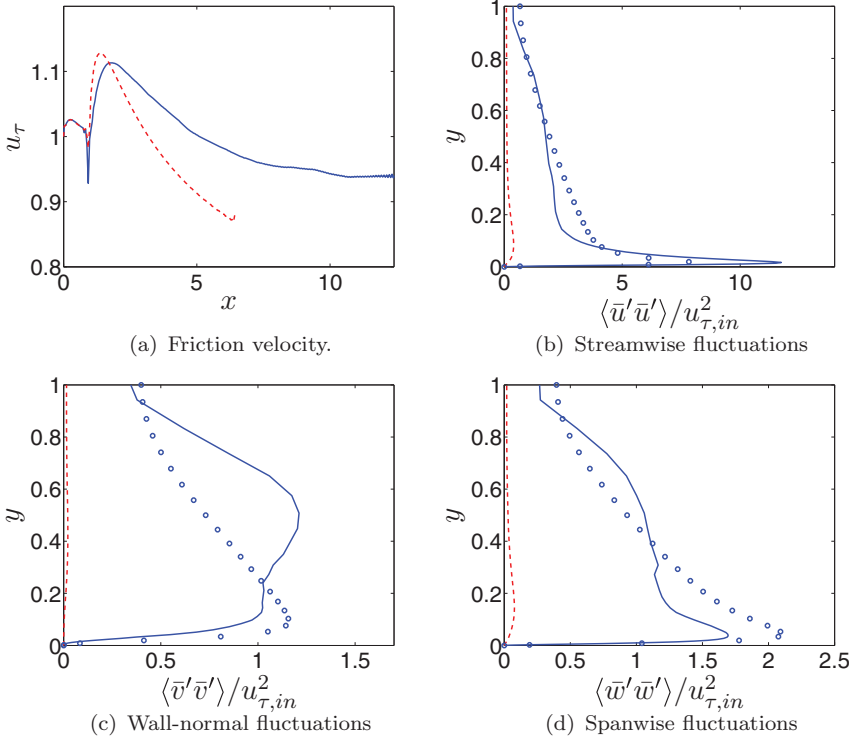 1.1
1
0.9
0.8
u_τ
0 5 10
x
(a) Friction velocity.
1
0.8
0.6
0.4
0.2
0
y
0 5 10
⟨ū′ū′⟩/u²_{τ,in}
(b) Streamwise fluctuations
1
0.8
0.6
0.4
0.2
0
y
0 0.5 1 1.5
⟨v̄′v̄′⟩/u²_{τ,in}
(c) Wall-normal fluctuations
1
0.8
0.6
0.4
0.2
0
y
0 0.5 1 1.5 2 2.5
⟨w̄′w̄′⟩/u²_{τ,in}
(d) Spanwise fluctuations